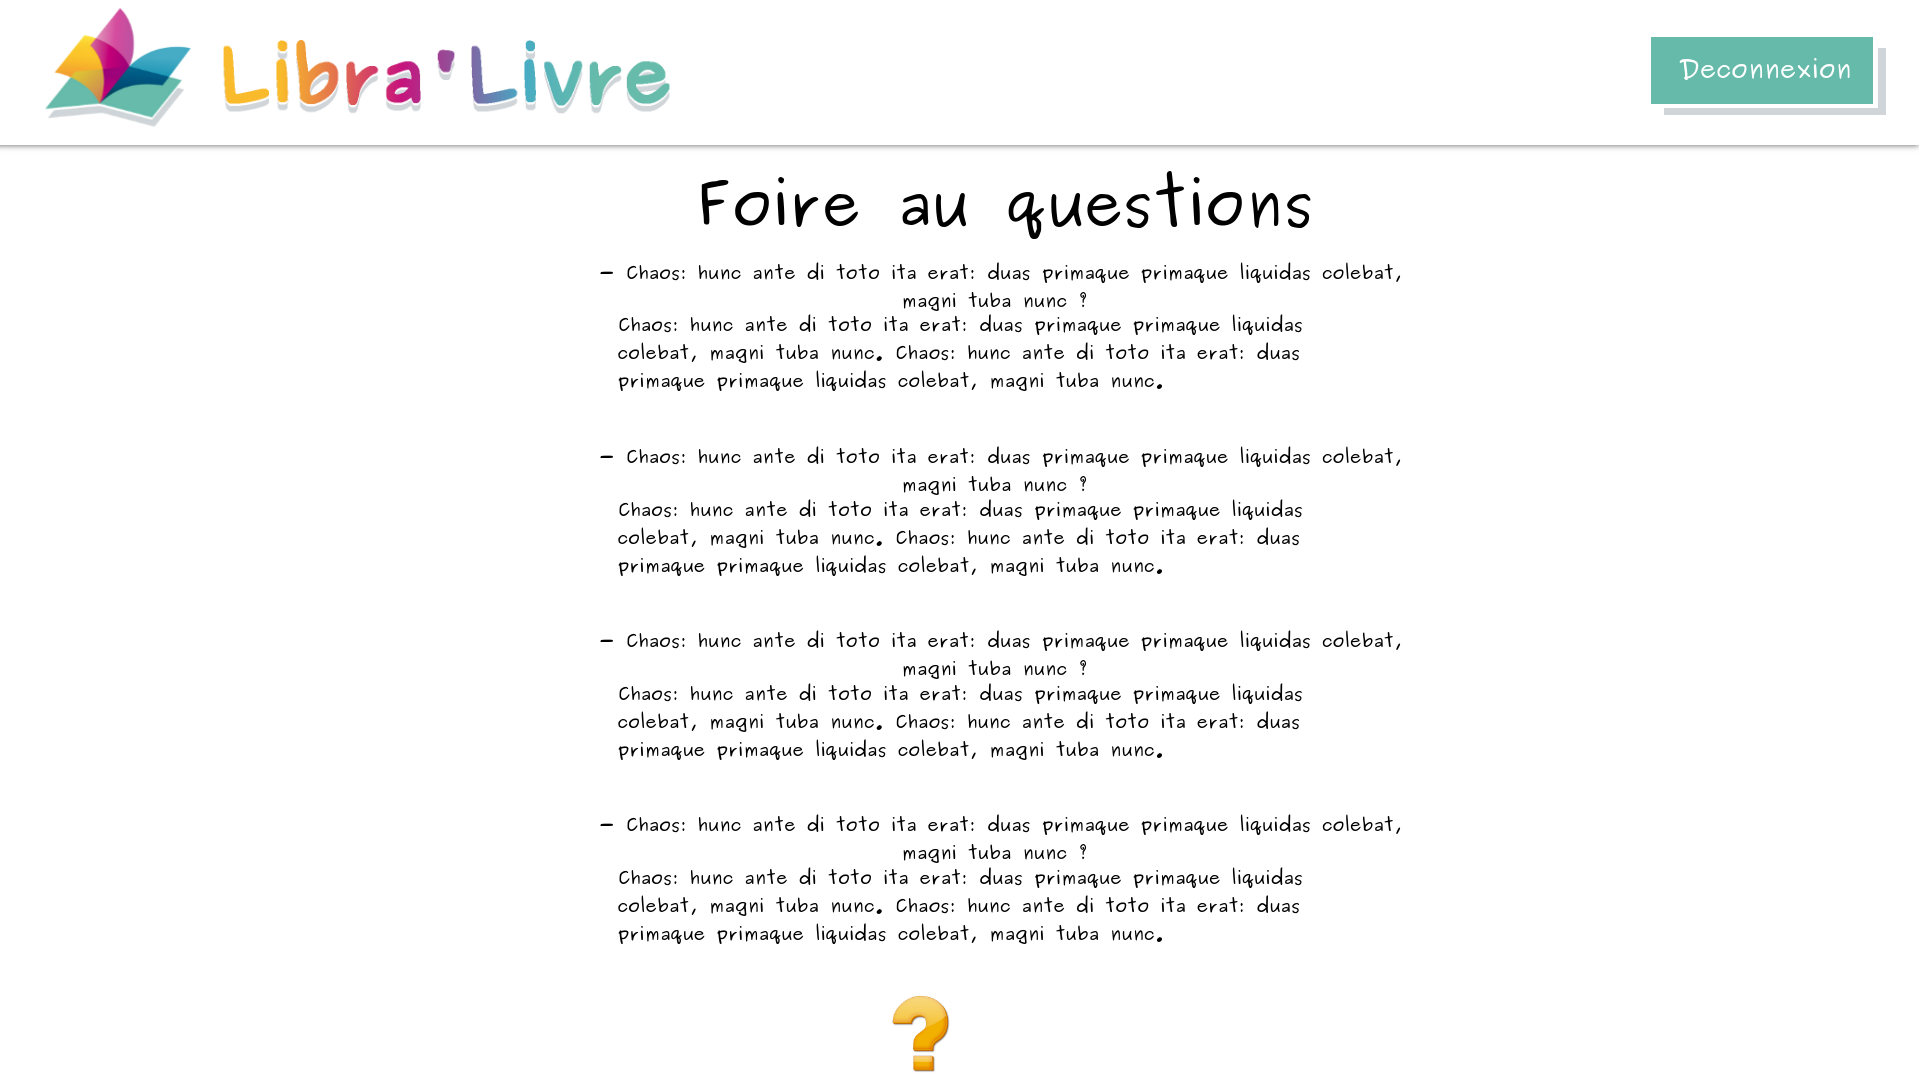 Libra'Livre
Deconnexion
Foire au questions
- Chaos: hunc ante di toto ita erat: duas primaque primaque liquidas colebat,
magni tuba nunc ?
Chaos: hunc ante di toto ita erat: duas primaque primaque liquidas
colebat, magni tuba nunc. Chaos: hunc ante di toto ita erat: duas
primaque primaque liquidas colebat, magni tuba nunc.
- Chaos: hunc ante di toto ita erat: duas primaque primaque liquidas colebat,
magni tuba nunc ?
Chaos: hunc ante di toto ita erat: duas primaque primaque liquidas
colebat, magni tuba nunc. Chaos: hunc ante di toto ita erat: duas
primaque primaque liquidas colebat, magni tuba nunc.
- Chaos: hunc ante di toto ita erat: duas primaque primaque liquidas colebat,
magni tuba nunc ?
Chaos: hunc ante di toto ita erat: duas primaque primaque liquidas
colebat, magni tuba nunc. Chaos: hunc ante di toto ita erat: duas
primaque primaque liquidas colebat, magni tuba nunc.
- Chaos: hunc ante di toto ita erat: duas primaque primaque liquidas colebat,
magni tuba nunc ?
Chaos: hunc ante di toto ita erat: duas primaque primaque liquidas
colebat, magni tuba nunc. Chaos: hunc ante di toto ita erat: duas
primaque primaque liquidas colebat, magni tuba nunc.
?